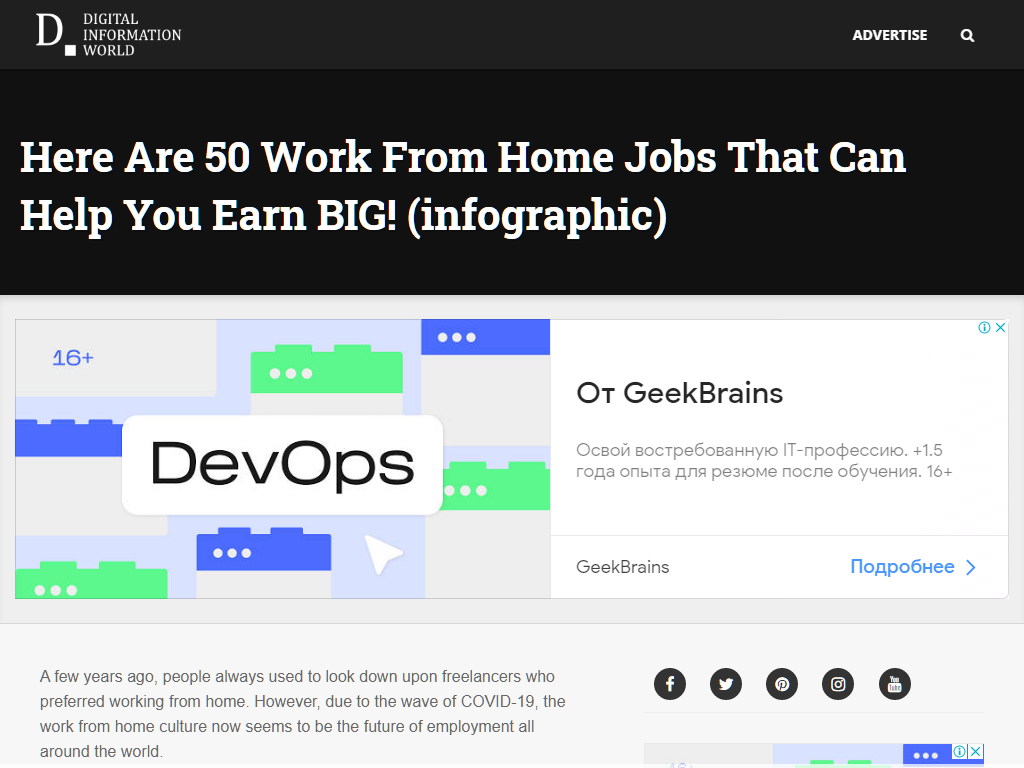 D.
DIGITAL
INFORMATION
WORLD
ADVERTISE
Here Are 50 Work From Home Jobs That Can
Help You Earn BIG! (infographic)
16+
DevOps
От GeekBrains
Освой востребованную IT-профессию. +1.5
года опыта для резюме после обучения. 16+
GeekBrains
Подробнее
A few years ago, people always used to look down upon freelancers who
preferred working from home. However, due to the wave of COVID-19, the
work from home culture now seems to be the future of employment all
around the world.
You
Tube
16+